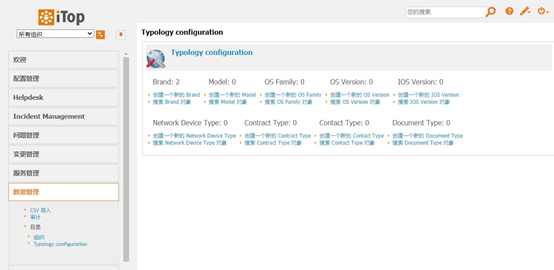 iTop
您的搜索
所有组织
Typology configuration
欢迎
配置管理
Helpdesk
Incident Management
问题管理
变更管理
服务管理
数据管理
CSV 导入
审计
目录
组织
Typology configuration
Typology configuration
Brand: 2 Model: 0 OS Family: 0 OS Version: 0 IOS Version: 0
创建一个新的 Brand 创建一个新的 Model 创建一个新的 OS Family 创建一个新的 OS Version 创建一个新的 IOS Version
搜索 Brand 对象 搜索 Model 对象 搜索 OS Family 对象 搜索 OS Version 对象 搜索 IOS Version 对象
Network Device Type: 0 Contract Type: 0 Contact Type: 0 Document Type: 0
创建一个新的 Network Device Type 创建一个新的 Contract Type 创建一个新的 Contact Type 创建一个新的 Document Type
搜索 Network Device Type 对象 搜索 Contract Type 对象 搜索 Contact Type 对象 搜索 Document Type 对象